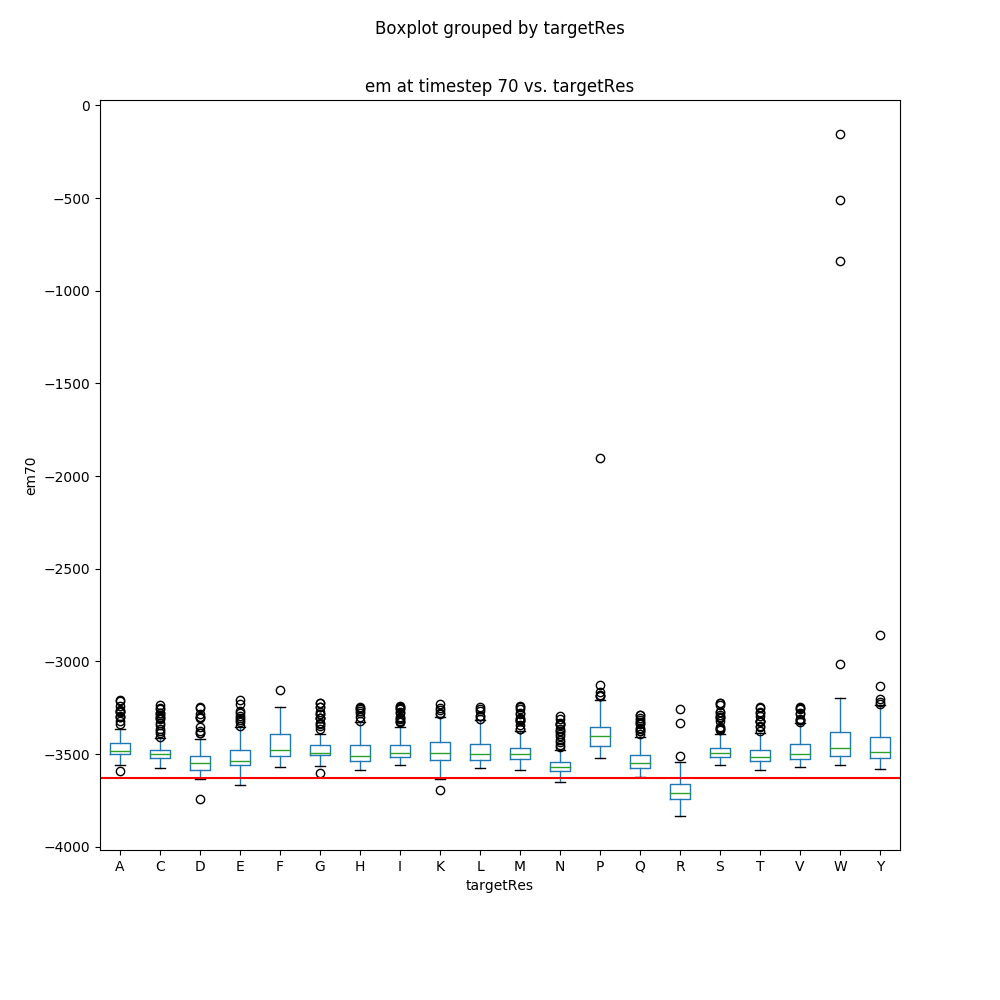 Boxplot grouped by targetRes
em at timestep 70 vs. targetRes
0
−500
−1000
−1500
−2000
−2500
−3000
−3500
−4000
em70
A C D E F G H I K L M N P Q R S T V W Y
targetRes